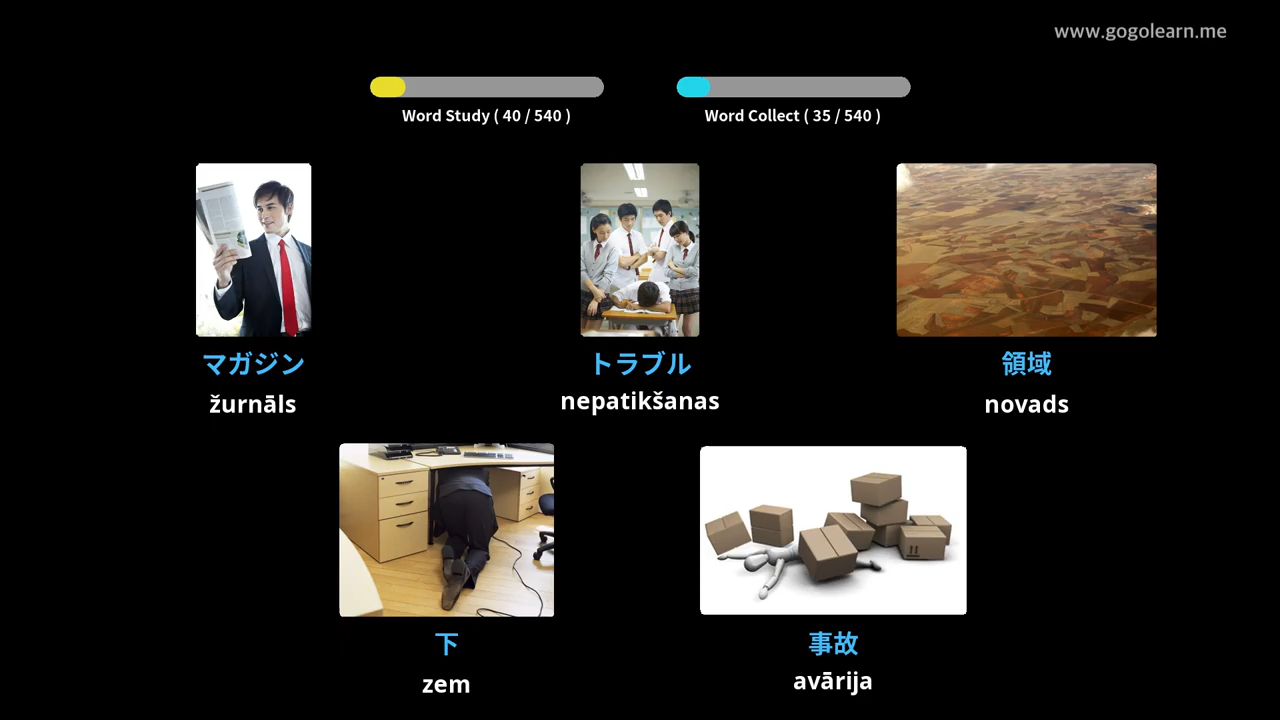 www.gogolearn.me
Word Study ( 40 / 540 )
Word Collect ( 35 / 540 )
マガジン
žurnāls
トラブル
nepatikšanas
領域
novads
下
zem
事故
avārija